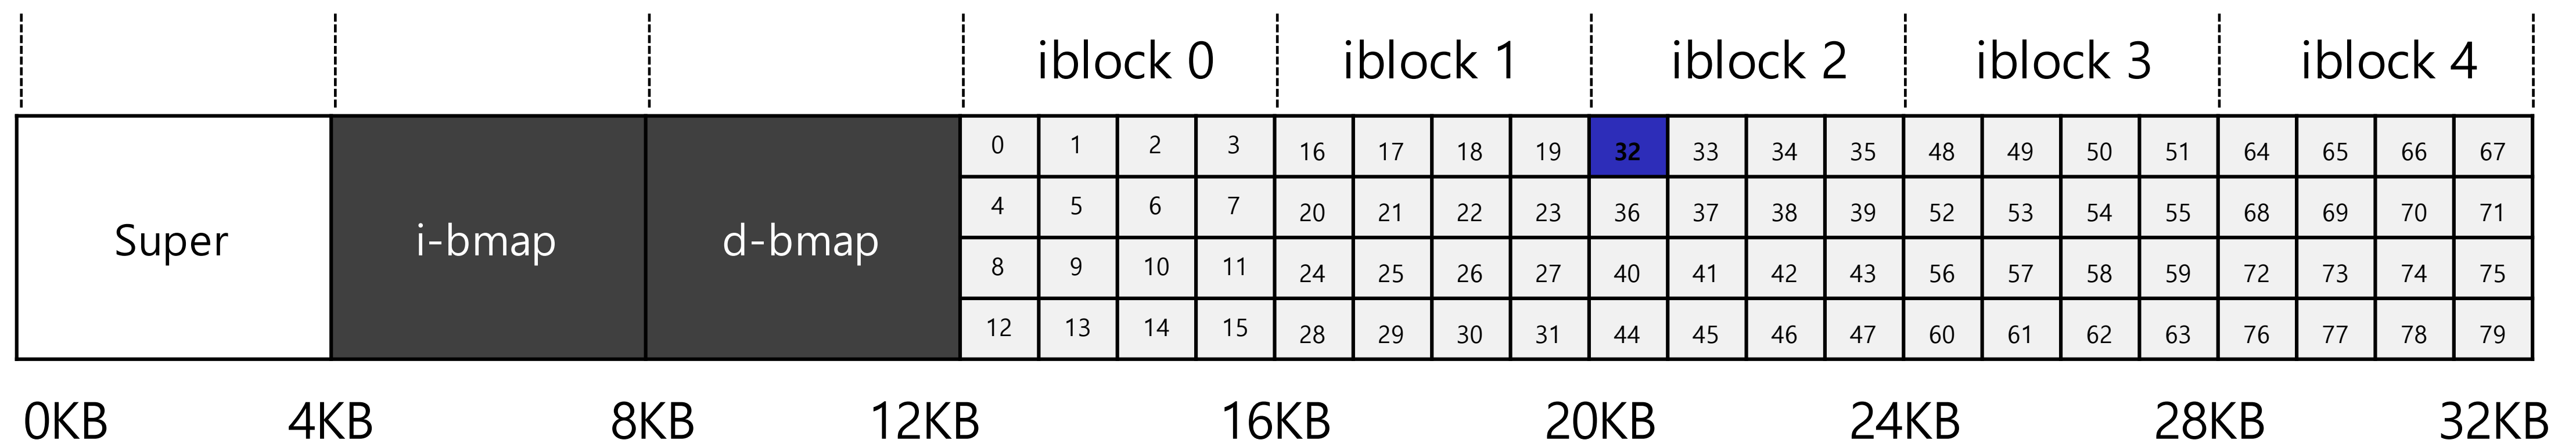 iblock 0 iblock 1 iblock 2 iblock 3 iblock 4
0 1 2 3 16 17 18 19 32 33 34 35 48 49 50 51 64 65 66 67
4 5 6 7 20 21 22 23 36 37 38 39 52 53 54 55 68 69 70 71
Super i-bmap d-bmap
8 9 10 11 24 25 26 27 40 41 42 43 56 57 58 59 72 73 74 75
12 13 14 15 28 29 30 31 44 45 46 47 60 61 62 63 76 77 78 79
0KB 4KB 8KB 12KB 16KB 20KB 24KB 28KB 32KB